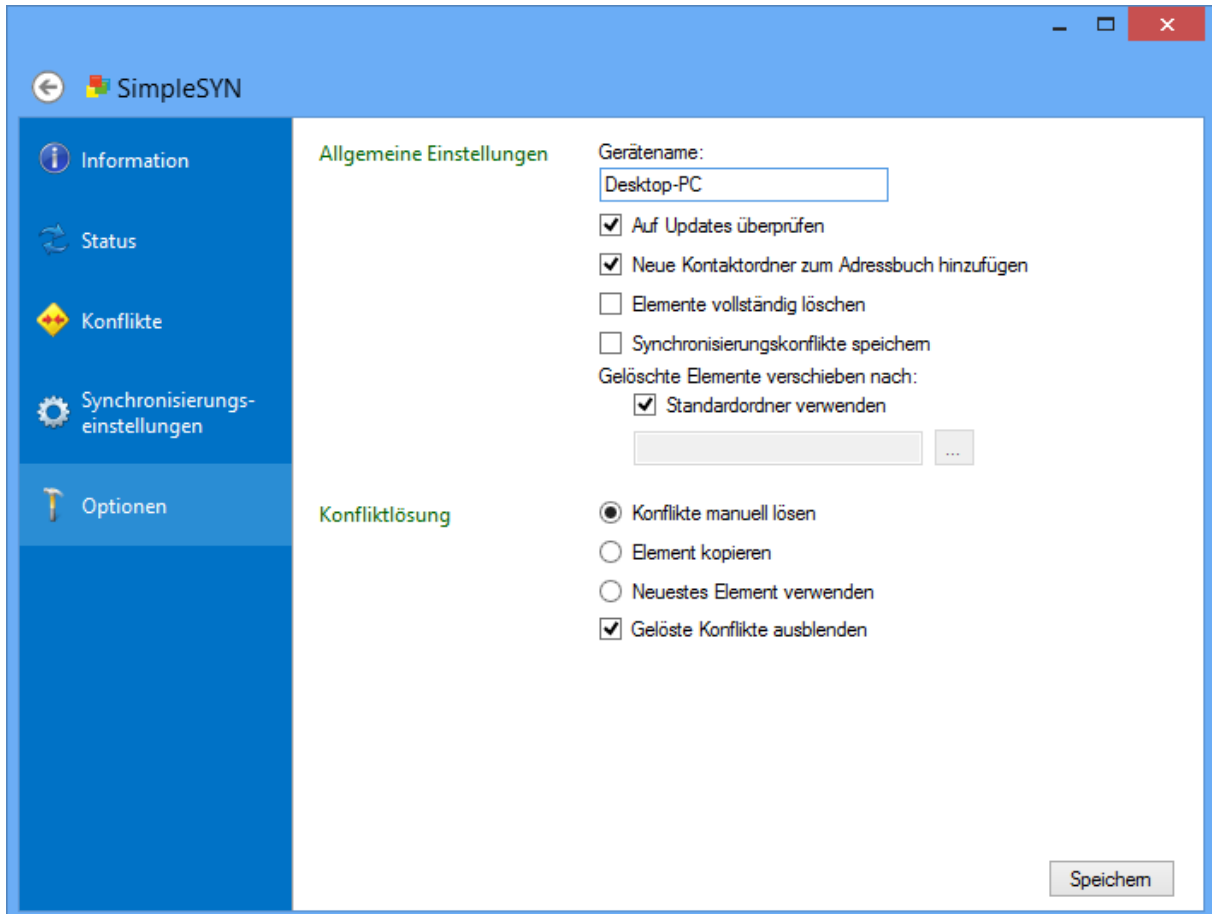 SimpleSYN
Information
Status
Konflikte
Synchronisierungs-
einstellungen
Optionen
Allgemeine Einstellungen
Gerätename:
Desktop-PC
Auf Updates überprüfen
Neue Kontaktordner zum Adressbuch hinzufügen
Elemente vollständig löschen
Synchronisierungskonflikte speichern
Gelöschte Elemente verschieben nach:
Standardordner verwenden
...
Konfliktlösung
Konflikte manuell lösen
Element kopieren
Neuestes Element verwenden
Gelöste Konflikte ausblenden
Speichern